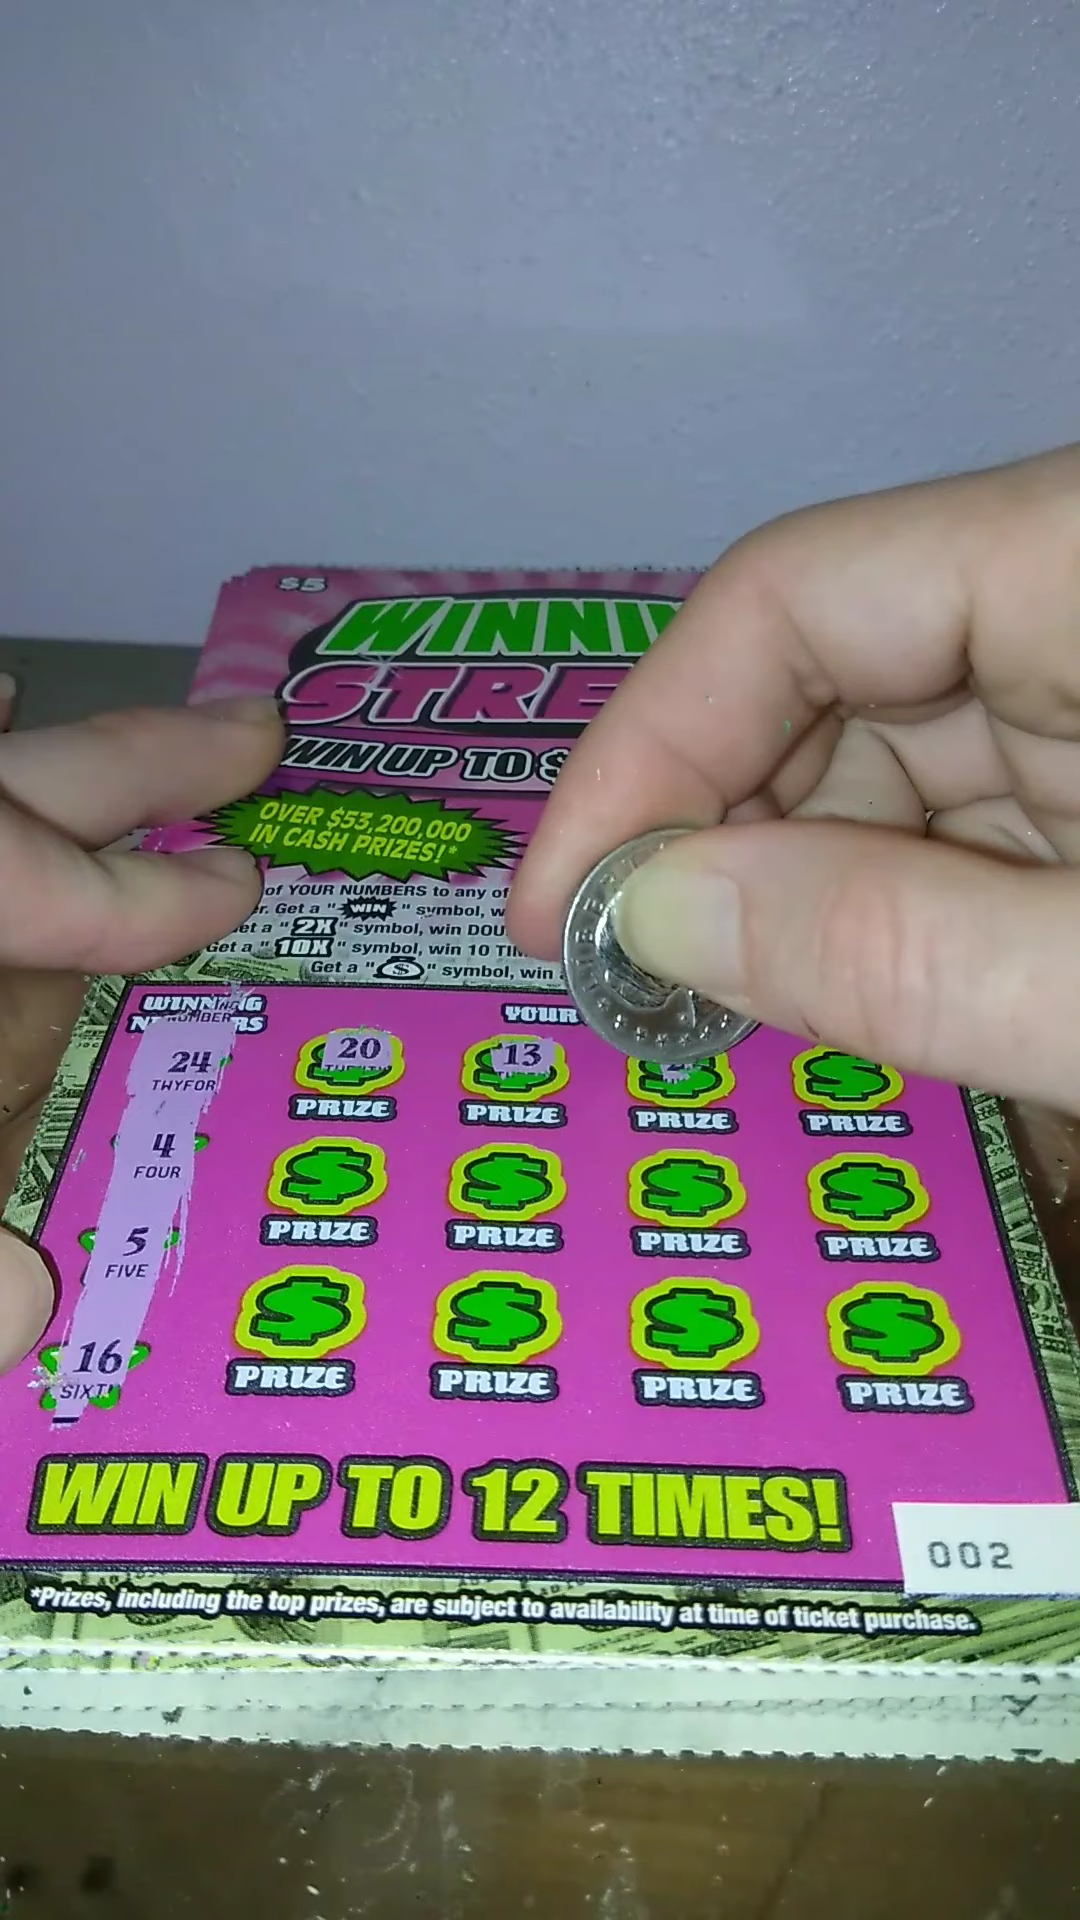 $5
WINNI
STRE
WIN UP TO $
OVER $53,200,000
IN CASH PRIZES!*
of YOUR NUMBERS to any of
r. Get a "WIN" symbol, w
et a "2X" symbol, win DOU
Get a "10X" symbol, win 10 TIM
Get a "$" symbol, win
WINNING
YOUR
24
TWYFOR
20
13
PRIZE
PRIZE
PRIZE
PRIZE
4
FOUR
PRIZE
PRIZE
PRIZE
PRIZE
5
FIVE
16
SIXT
PRIZE
PRIZE
PRIZE
PRIZE
WIN UP TO 12 TIMES!
002
*Prizes, including the top prizes, are subject to availability at time of ticket purchase.